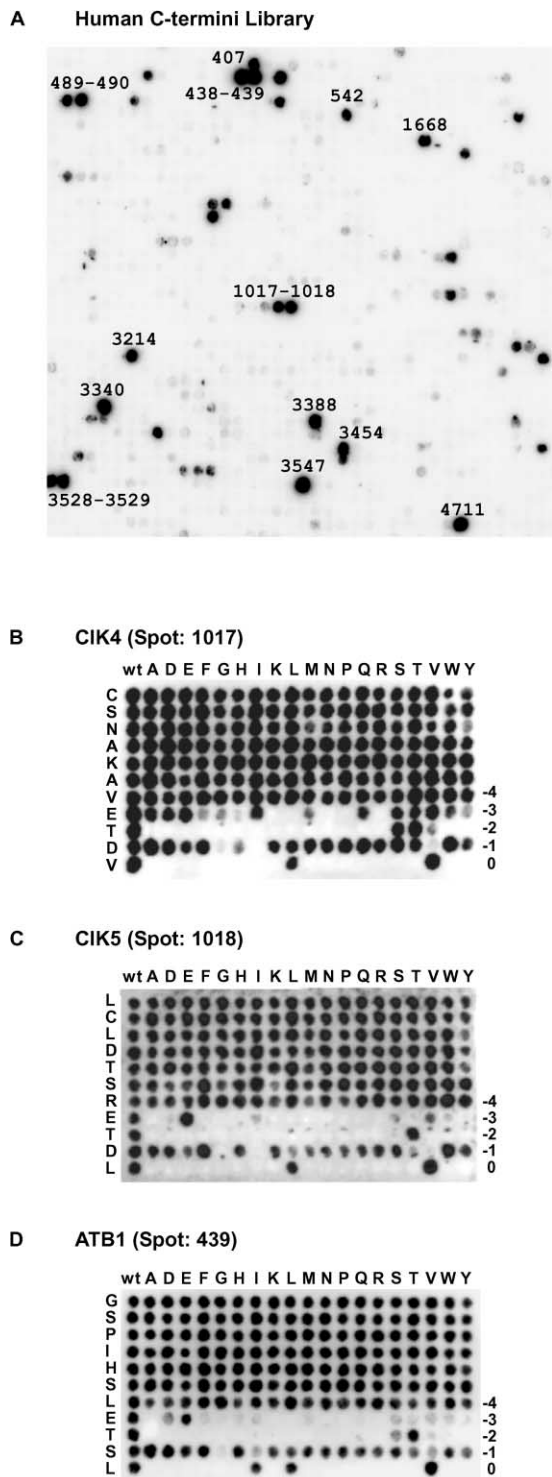 A Human C-termini Library
407
489-490
438-439
542
1668
1017-1018
3214
3340
3388
3454
3547
3528-3529
4711
B CIK4 (Spot: 1017)
wt A D E F G H I K L M N P Q R S T V W Y
C
S
N
A
K
A
V -4
E -3
T -2
D -1
V 0
C CIK5 (Spot: 1018)
wt A D E F G H I K L M N P Q R S T V W Y
L
C
L
D
T
S
R -4
E -3
T -2
D -1
L 0
D ATB1 (Spot: 439)
wt A D E F G H I K L M N P Q R S T V W Y
G
S
P
I
H
S
L -4
E -3
T -2
S -1
L 0